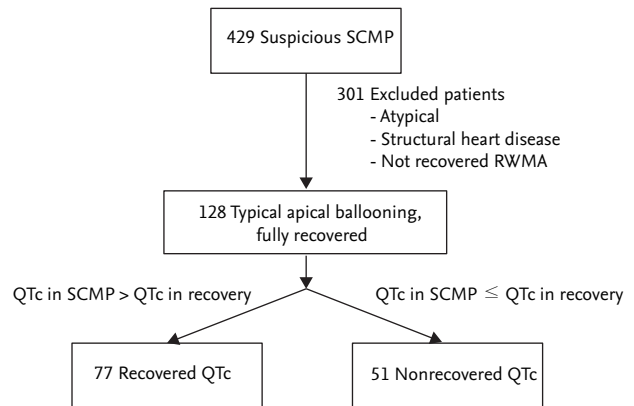 429 Suspicious SCMP
301 Excluded patients
- Atypical
- Structural heart disease
- Not recovered RWMA
128 Typical apical ballooning,
fully recovered
QTc in SCMP > QTc in recovery
QTc in SCMP ≤ QTc in recovery
77 Recovered QTc
51 Nonrecovered QTc